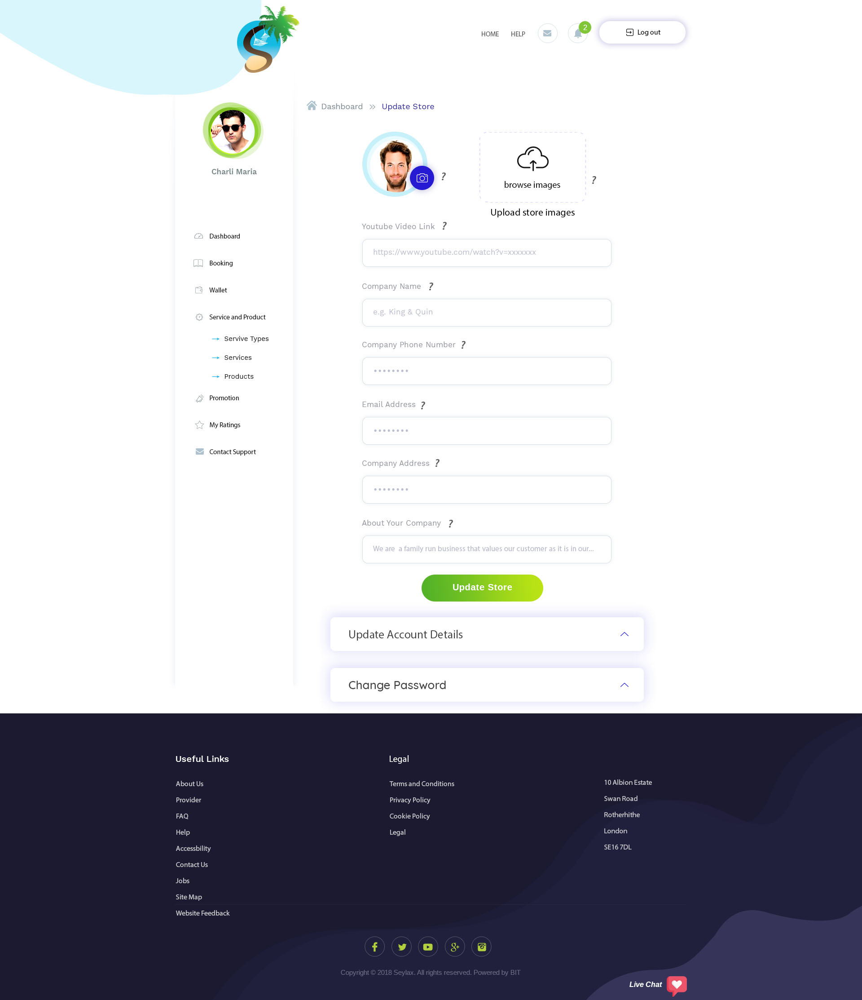 HOME
HELP
2
Log out
Dashboard
Update Store
Charli Maria
?
browse images
?
Upload store images
Youtube Video Link ?
https://www.youtube.com/watch?v=xxxxxxx
Dashboard
Booking
Wallet
Service and Product
Servive Types
Services
Products
Promotion
My Ratings
Contact Support
Company Name ?
e.g. King & Quin
Company Phone Number ?
••••••••
Email Address ?
••••••••
Company Address ?
••••••••
About Your Company ?
We are a family run business that values our customer as it is in our...
Update Store
Update Account Details
Change Password
Useful Links
About Us
Provider
FAQ
Help
Accessbility
Contact Us
Jobs
Site Map
Website Feedback
Legal
Terms and Conditions
Privacy Policy
Cookie Policy
Legal
10 Albion Estate
Swan Road
Rotherhithe
London
SE16 7DL
Copyright © 2018 Seylax. All rights reserved. Powered by BIT
Live Chat